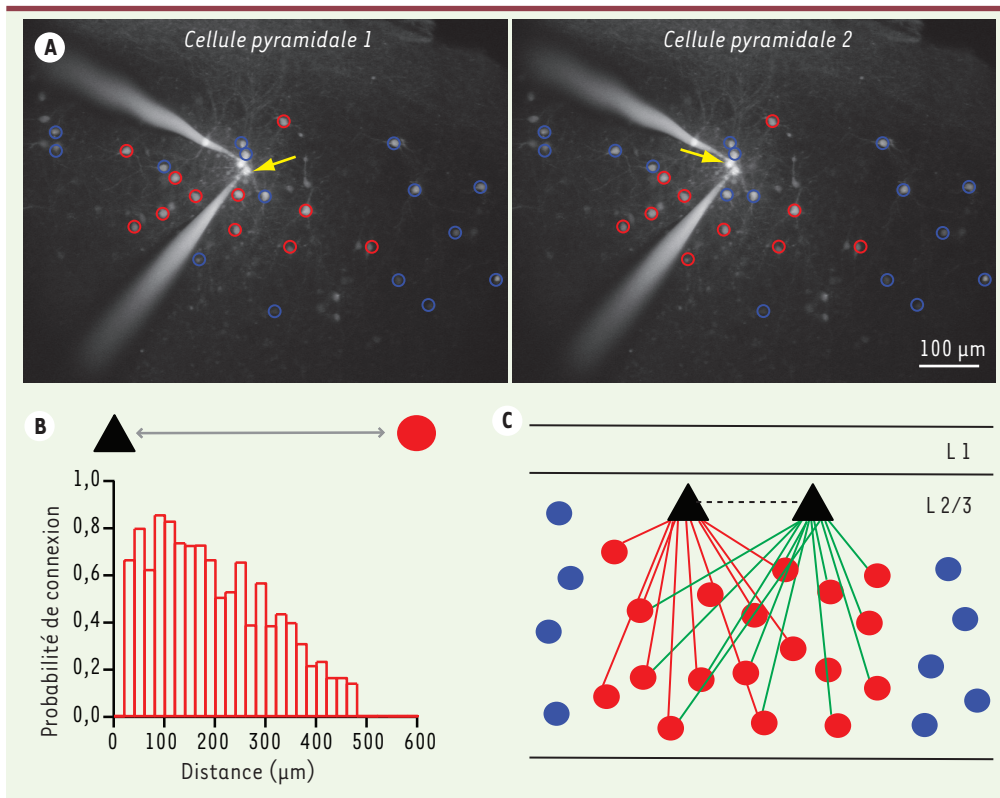 A
Cellule pyramidale 1
Cellule pyramidale 2
100 µm
B
Probabilité de connexion
1,0
0,8
0,6
0,4
0,2
0,0
0 100 200 300 400 500 600
Distance (µm)
C
L 1
L 2/3